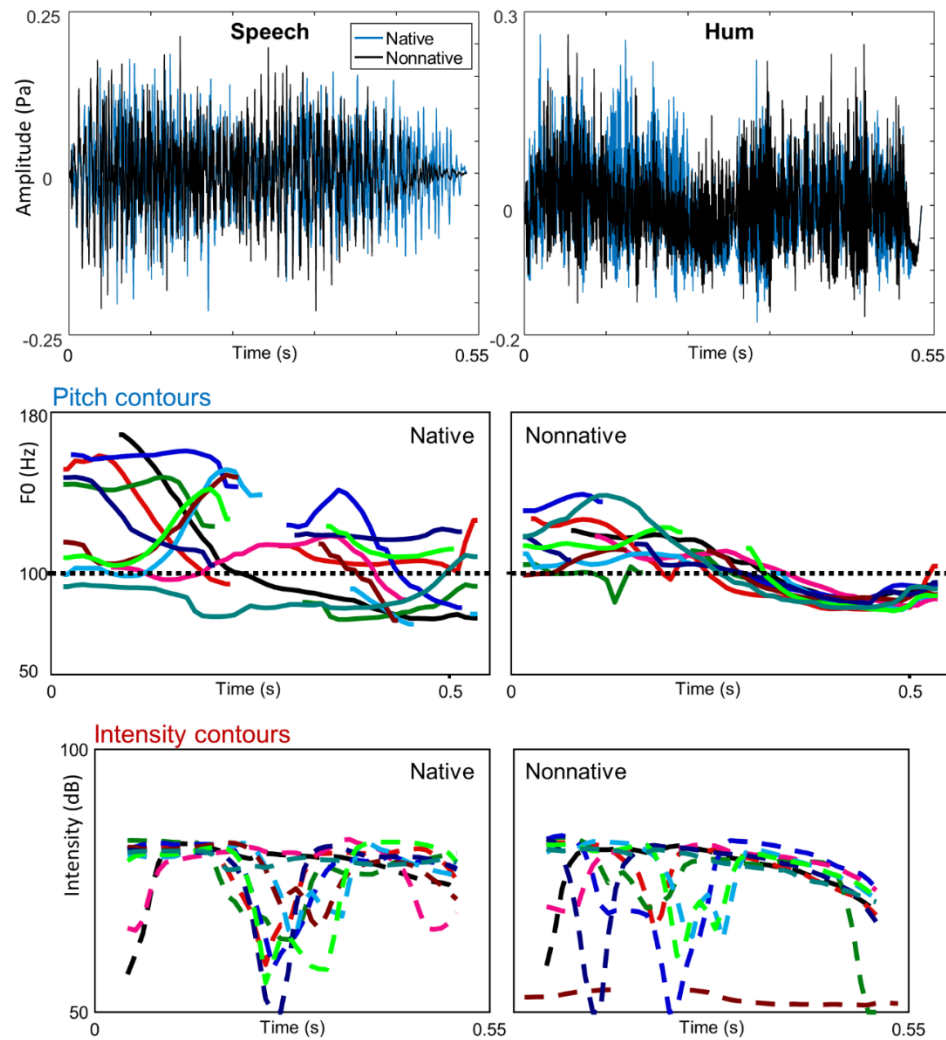 Speech
Hum
Native
Nonnative
0.25
0
-0.25
Amplitude (Pa)
0
Time (s)
0.55
0.3
0
-0.2
0
Time (s)
0.55
Pitch contours
180
100
50
F0 (Hz)
Native
0
Time (s)
0.5
Nonnative
0
Time (s)
0.5
Intensity contours
100
50
Intensity (dB)
Native
0
Time (s)
0.55
Nonnative
0
Time (s)
0.55